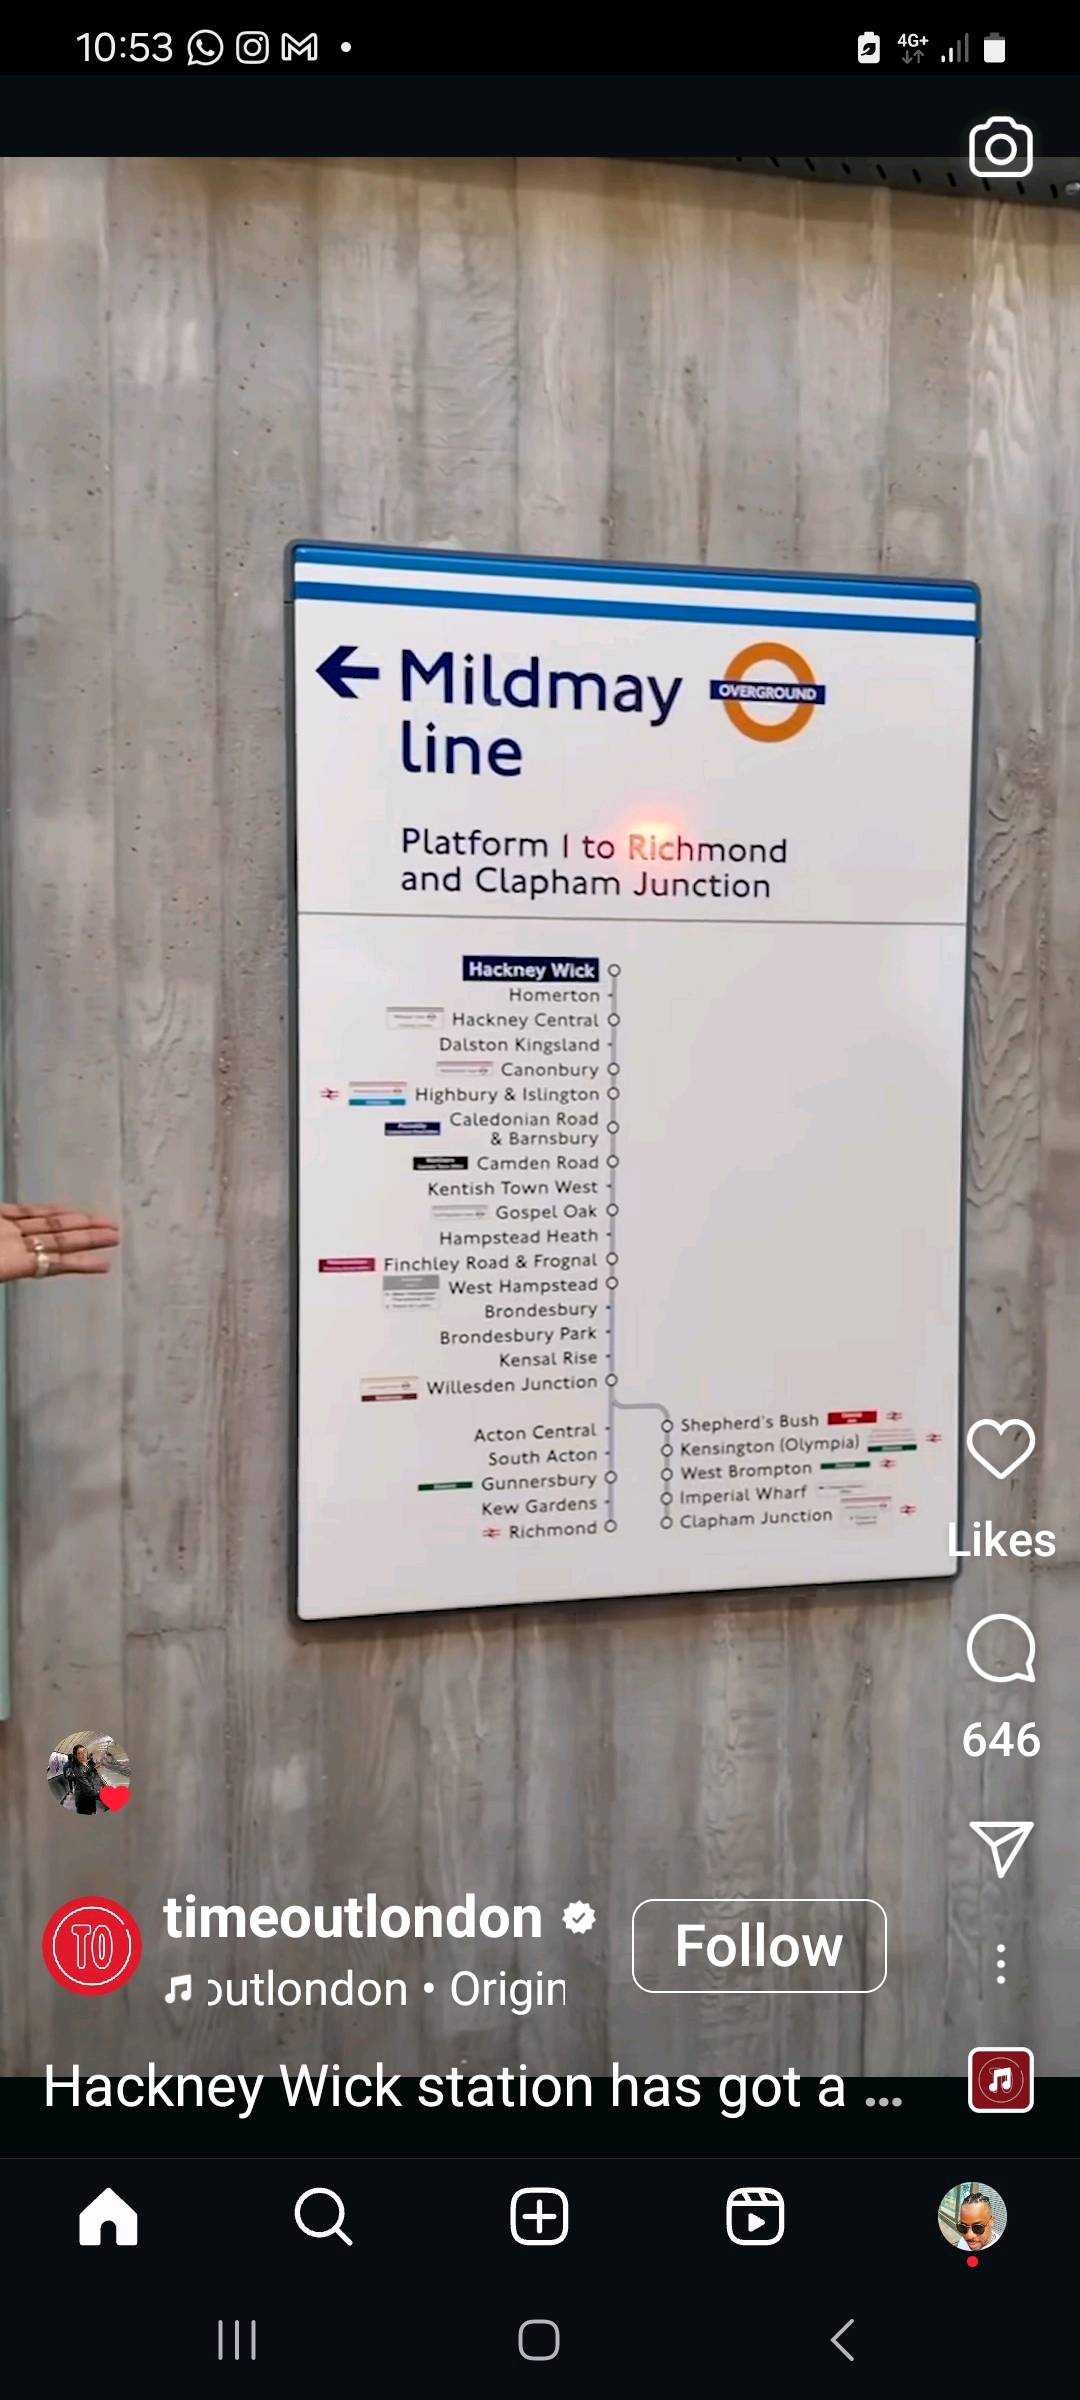 10:53
4G+
← Mildmay
line
OVERGROUND
Platform 1 to Richmond
and Clapham Junction
Hackney Wick
Homerton
Hackney Central
Dalston Kingsland
Canonbury
Highbury & Islington
Caledonian Road
& Barnsbury
Camden Road
Kentish Town West
Gospel Oak
Hampstead Heath
Finchley Road & Frognal
West Hampstead
Brondesbury
Brondesbury Park
Kensal Rise
Willesden Junction
Acton Central
South Acton
Gunnersbury
Kew Gardens
Richmond
Shepherd's Bush
Kensington (Olympia)
West Brompton
Imperial Wharf
Clapham Junction
Likes
646
TO
timeoutlondon
Follow
outlondon • Origin
Hackney Wick station has got a ...